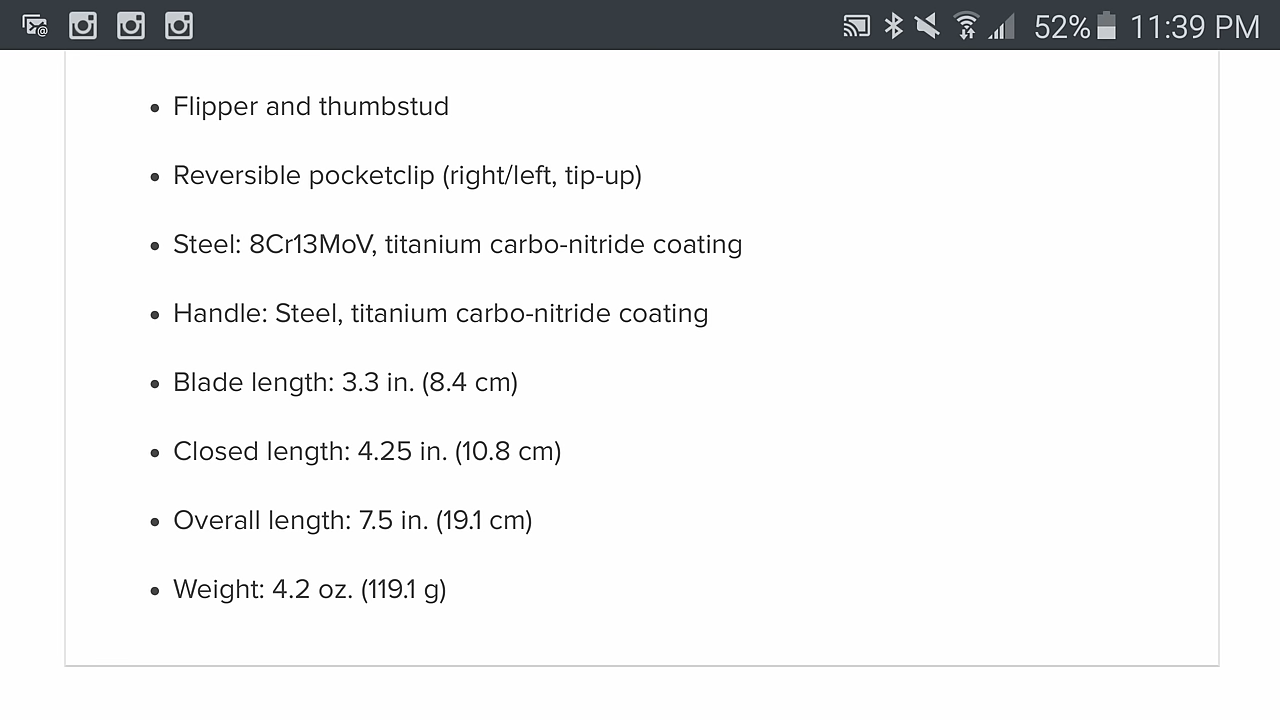 52% 11:39 PM
• Flipper and thumbstud
• Reversible pocketclip (right/left, tip-up)
• Steel: 8Cr13MoV, titanium carbo-nitride coating
• Handle: Steel, titanium carbo-nitride coating
• Blade length: 3.3 in. (8.4 cm)
• Closed length: 4.25 in. (10.8 cm)
• Overall length: 7.5 in. (19.1 cm)
• Weight: 4.2 oz. (119.1 g)